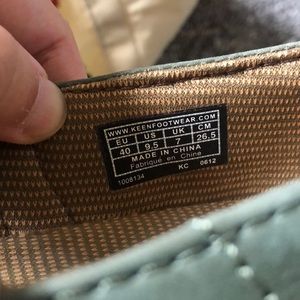 WWW.KEENFOOTWEAR.COM
EU US UK CM
40 9.5 7 26.5
MADE IN CHINA
Fabriqué en Chine
1008134 KC 0612